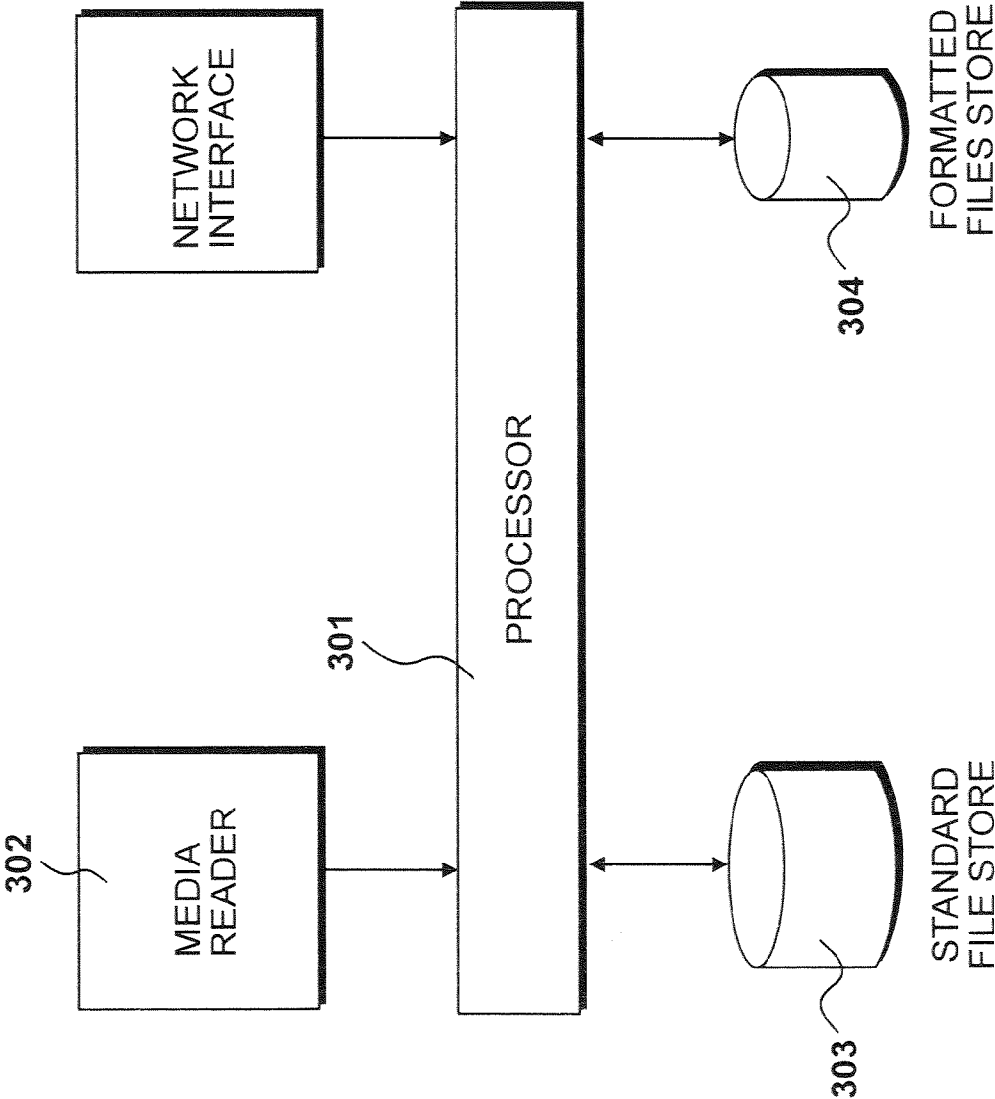 302
MEDIA
READER
NETWORK
INTERFACE
301
PROCESSOR
303
STANDARD
FILE STORE
304
FORMATTED
FILES STORE